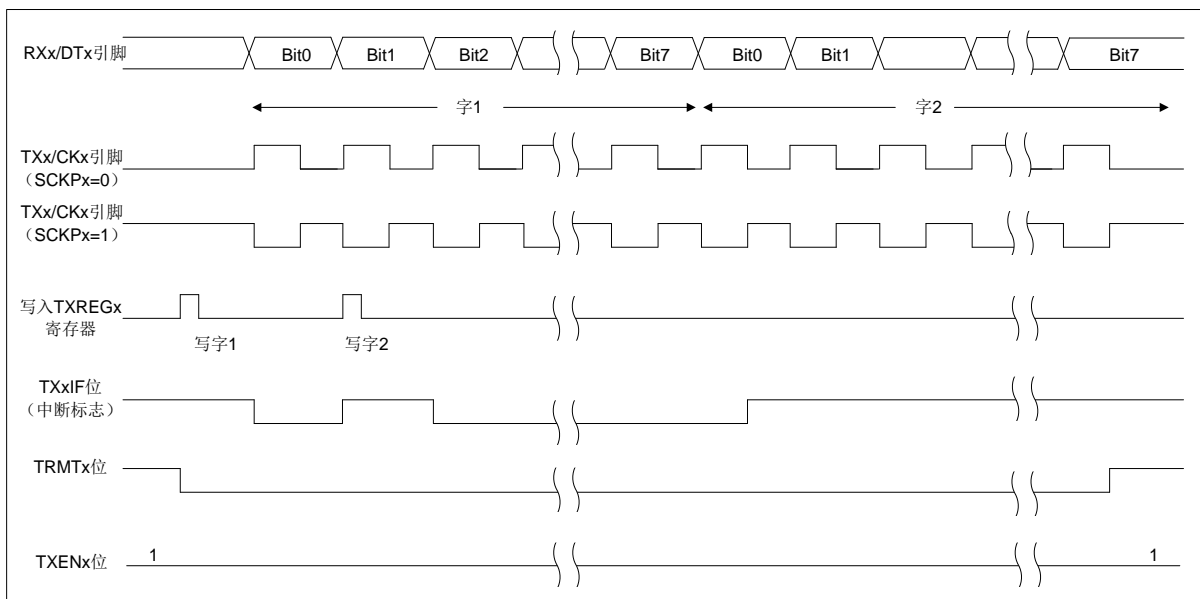 RXx/DTx引脚
Bit0 Bit1 Bit2 Bit7 Bit0 Bit1 Bit7
字1 字2
TXx/CKx引脚
（SCKPx=0）
TXx/CKx引脚
（SCKPx=1）
写入TXREGx
寄存器
写字1 写字2
TXxIF位
（中断标志）
TRMTx位
TXENx位 1 1